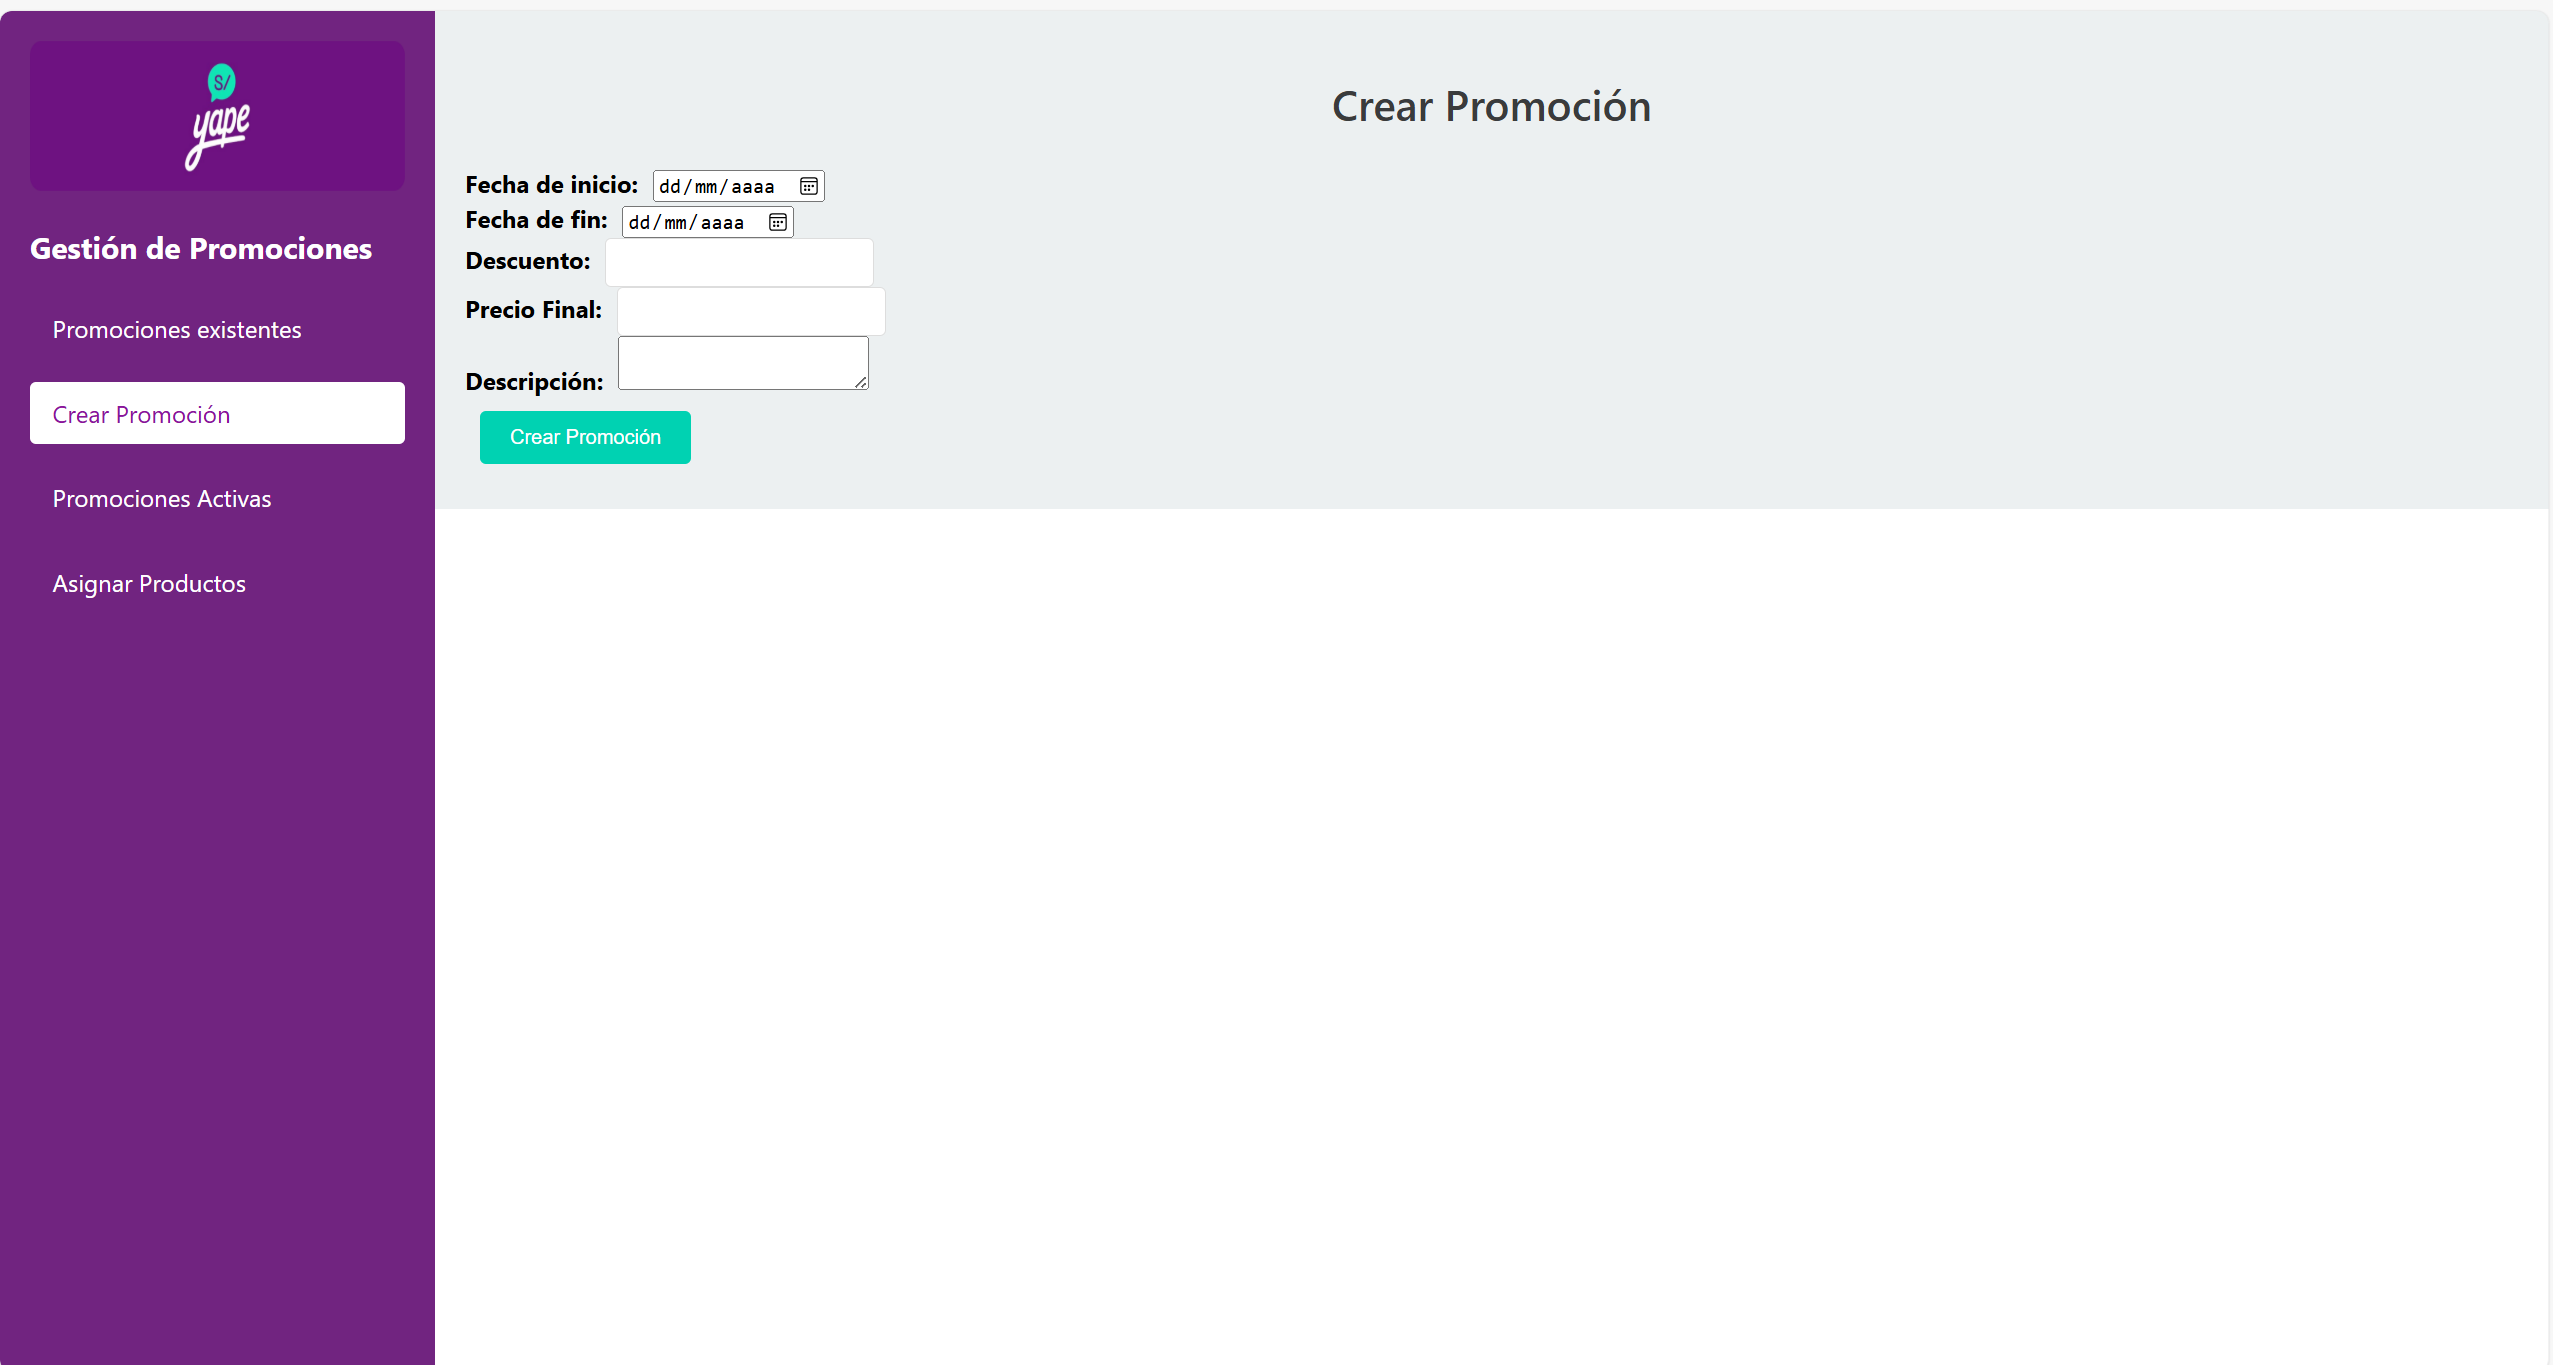 S/
yape
Gestión de Promociones
Promociones existentes
Crear Promoción
Promociones Activas
Asignar Productos
Crear Promoción
Fecha de inicio: dd/mm/aaaa
Fecha de fin: dd/mm/aaaa
Descuento:
Precio Final:
Descripción:
Crear Promoción